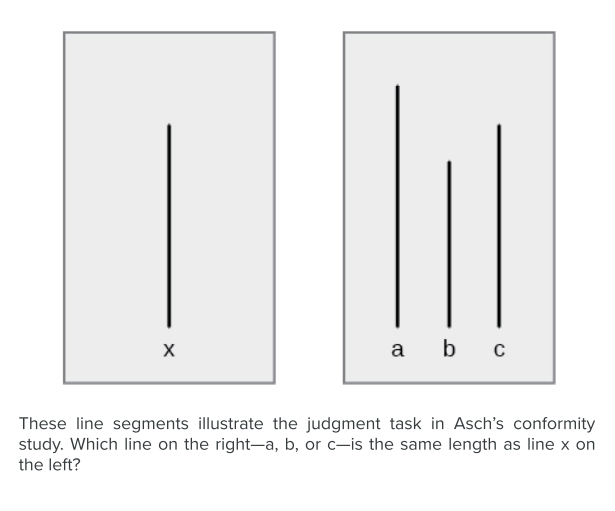 x
a b c
These line segments illustrate the judgment task in Asch’s conformity
study. Which line on the right—a, b, or c—is the same length as line x on
the left?